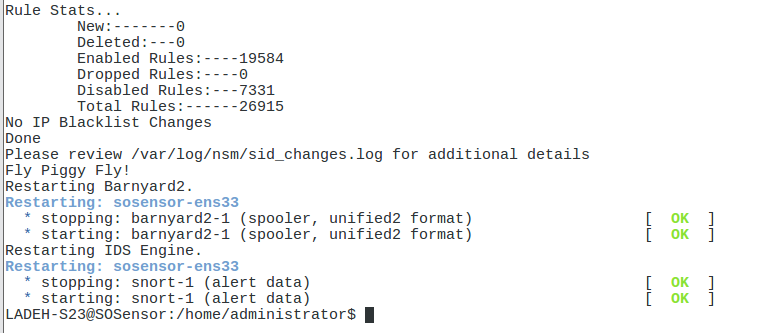 Rule Stats...
        New:-------0
        Deleted:---0
        Enabled Rules:----19584
        Dropped Rules:----0
        Disabled Rules:---7331
        Total Rules:------26915
No IP Blacklist Changes
Done
Please review /var/log/nsm/sid_changes.log for additional details
Fly Piggy Fly!
Restarting Barnyard2.
Restarting: sosensor-ens33
  * stopping: barnyard2-1 (spooler, unified2 format)                   [  OK  ]
  * starting: barnyard2-1 (spooler, unified2 format)                   [  OK  ]
Restarting IDS Engine.
Restarting: sosensor-ens33
  * stopping: snort-1 (alert data)                                     [  OK  ]
  * starting: snort-1 (alert data)                                     [  OK  ]
LADEH-S23@SOSensor:/home/administrator$